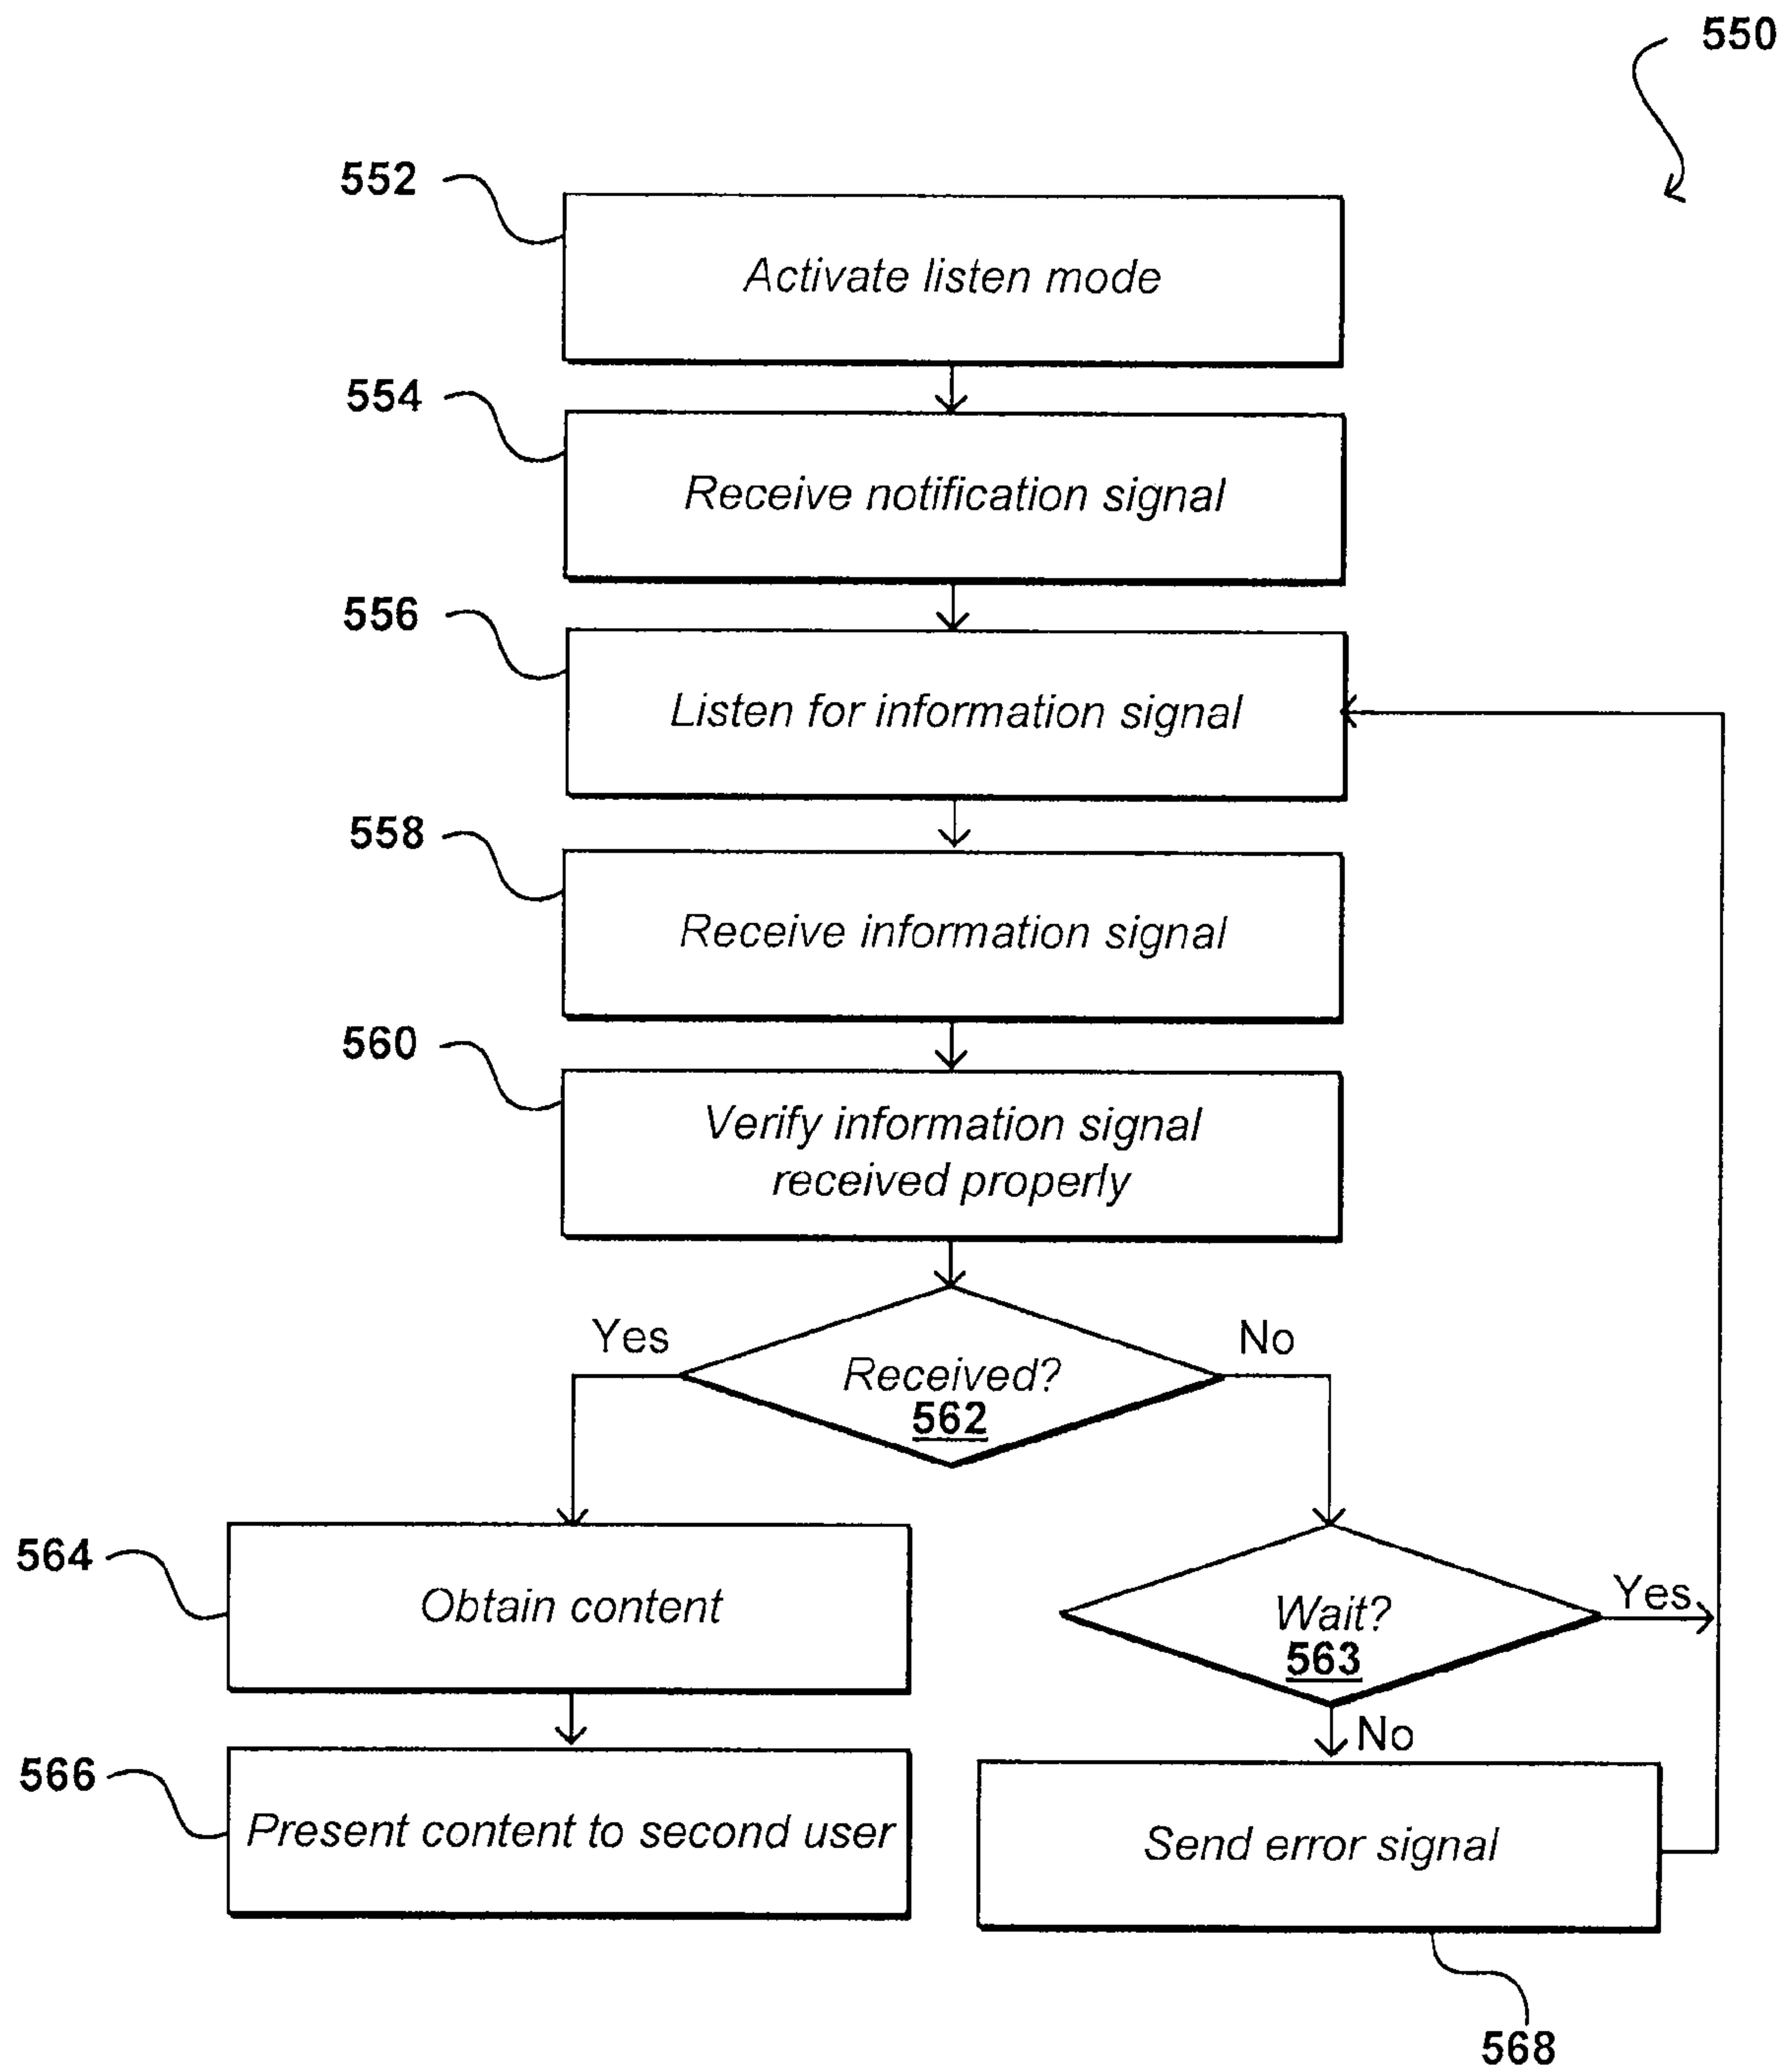 550
552
Activate listen mode
554
Receive notification signal
556
Listen for information signal
558
Receive information signal
560
Verify information signal
received properly
Yes
No
Received?
562
564
Obtain content
Wait?
563
Yes
No
566
Present content to second user
Send error signal
568